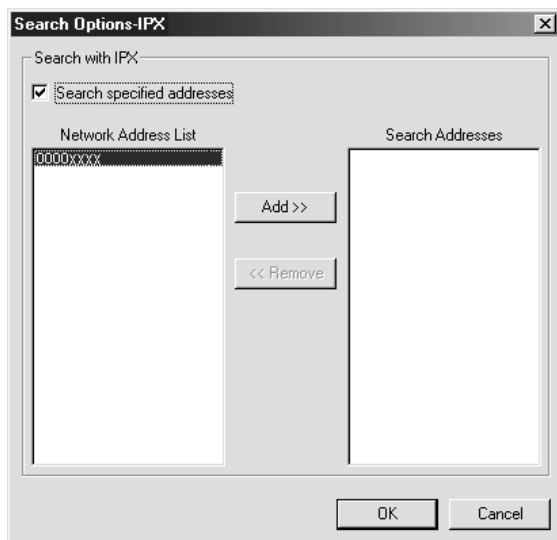 Search Options-IPX
Search with IPX
Search specified addresses
Network Address List
Search Addresses
0000xxxx
Add >>
<< Remove
OK
Cancel